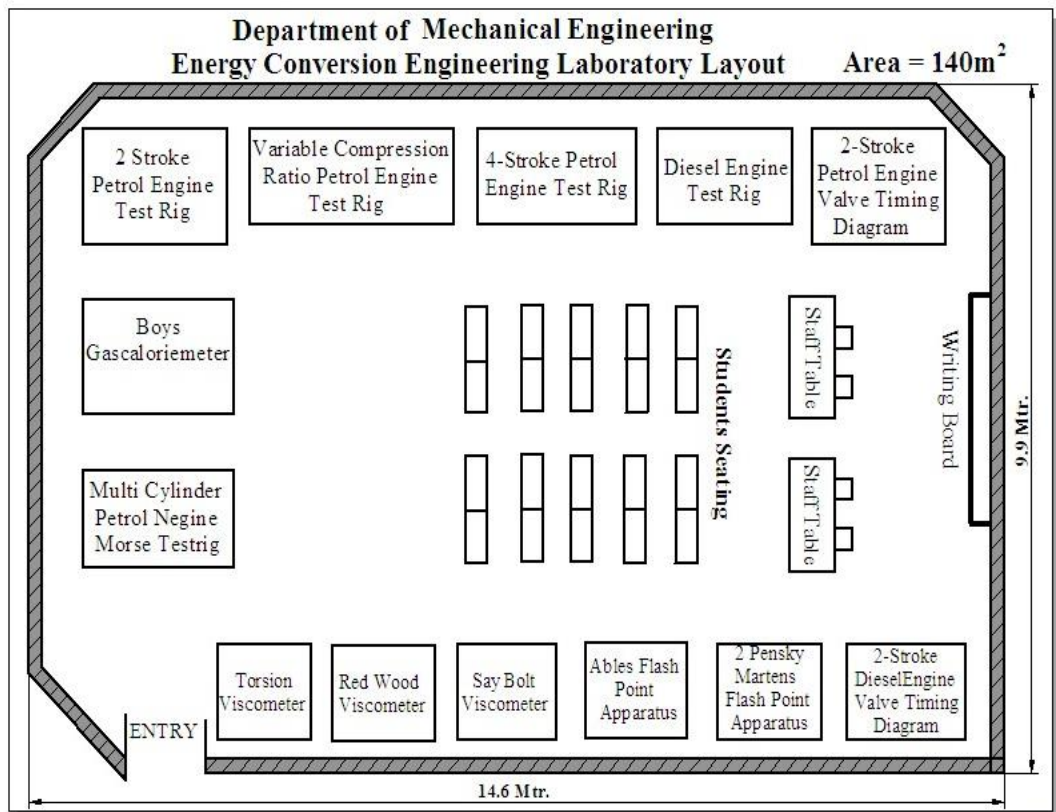 Department of Mechanical Engineering
Energy Conversion Engineering Laboratory Layout
Area = 140m²
2 Stroke
Petrol Engine
Test Rig
Variable Compression
Ratio Petrol Engine
Test Rig
4-Stroke Petrol
Engine Test Rig
Diesel Engine
Test Rig
2-Stroke
Petrol Engine
Valve Timing
Diagram
Boys
Gascaloriemeter
Students Seating
Staff Table
Writing Board
9.9 Mtr.
Multi Cylinder
Petrol Negine
Morse Testrig
Staff Table
Torsion
Viscometer
Red Wood
Viscometer
Say Bolt
Viscometer
Ables Flash
Point
Apparatus
2 Pensky
Martens
Flash Point
Apparatus
2-Stroke
DieselEngine
Valve Timing
Diagram
ENTRY
14.6 Mtr.